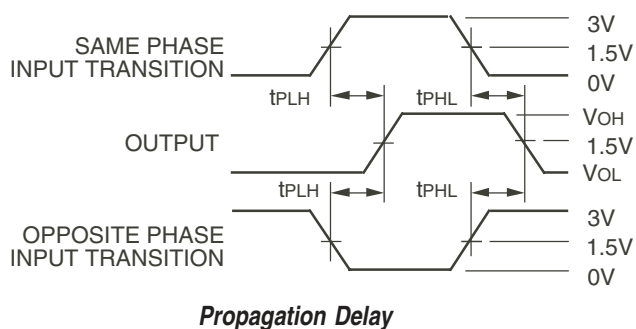 3V
SAME PHASE
1.5V
INPUT TRANSITION
0V
tPLH
tPHL
VOH
OUTPUT
1.5V
VOL
tPLH
tPHL
3V
OPPOSITE PHASE
1.5V
INPUT TRANSITION
0V
Propagation Delay